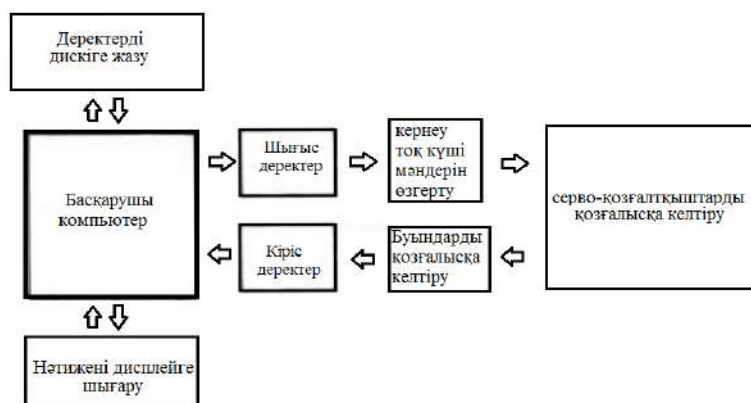 Деректерді
дискіге жазу
Басқарушы
компьютер
Шығыс
деректер
кернеу
тоқ күші
мәндерін
өзгерту
серво-қозғалтқыштарды
қозғалысқа келтіру
Буындарды
қозғалысқа
келтіру
Кіріс
деректер
Нәтижені дисплейге
шығару